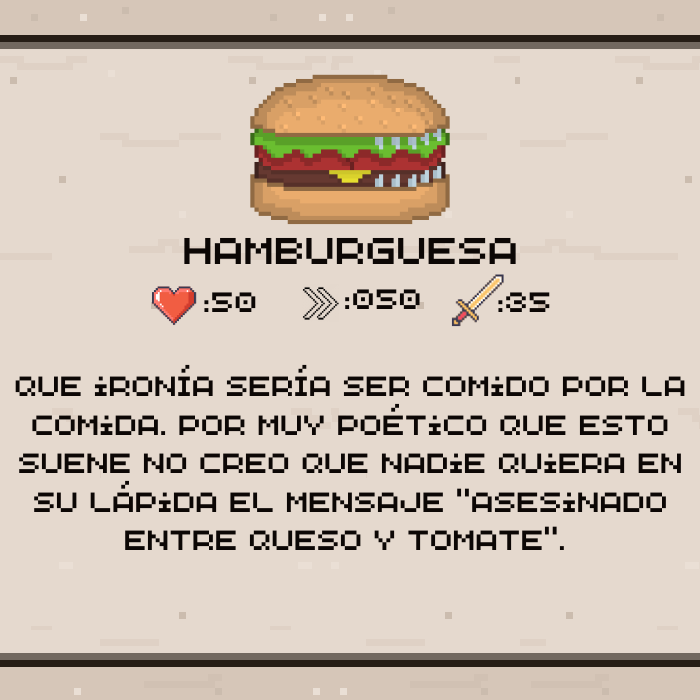 HAMBURGUESA
:50 :050 :35
QUE iRONÍA SERÍA SER COMiDO POR LA
COMiDA. POR MUY POÉTiCO QUE ESTO
SUENE NO CREO QUE NADiE QUiERA EN
SU LÁPiDA EL MENSAJE "ASESiNADO
ENTRE QUESO Y TOMATE".